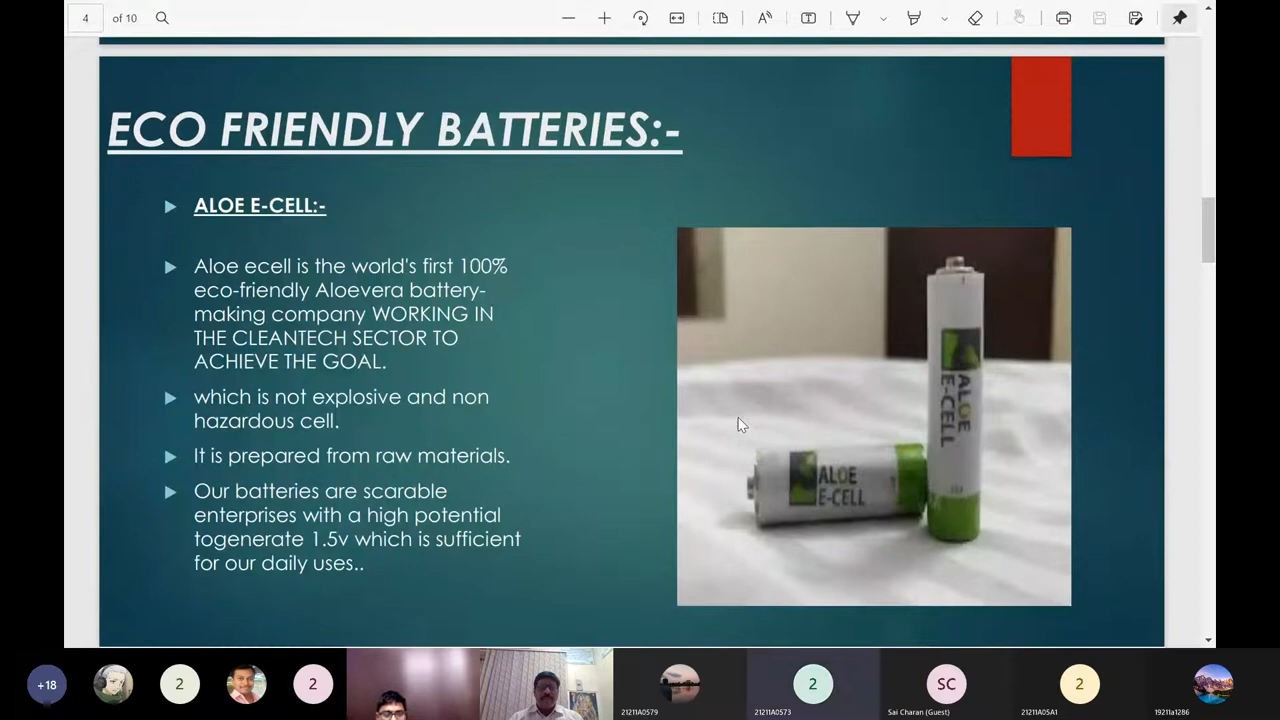 4 of 10
ECO FRIENDLY BATTERIES:-
ALOE E-CELL:-
Aloe ecell is the world's first 100%
eco-friendly Aloevera battery-
making company WORKING IN
THE CLEANTECH SECTOR TO
ACHIEVE THE GOAL.
which is not explosive and non
hazardous cell.
It is prepared from raw materials.
Our batteries are scarable
enterprises with a high potential
togenerate 1.5v which is sufficient
for our daily uses..
ALOE
E-CELL
ALOE
E-CELL
+18
2
2
2
SC
2
21211A0579
21211A0573
Sai Charan (Guest)
21211A05A1
19211a1286